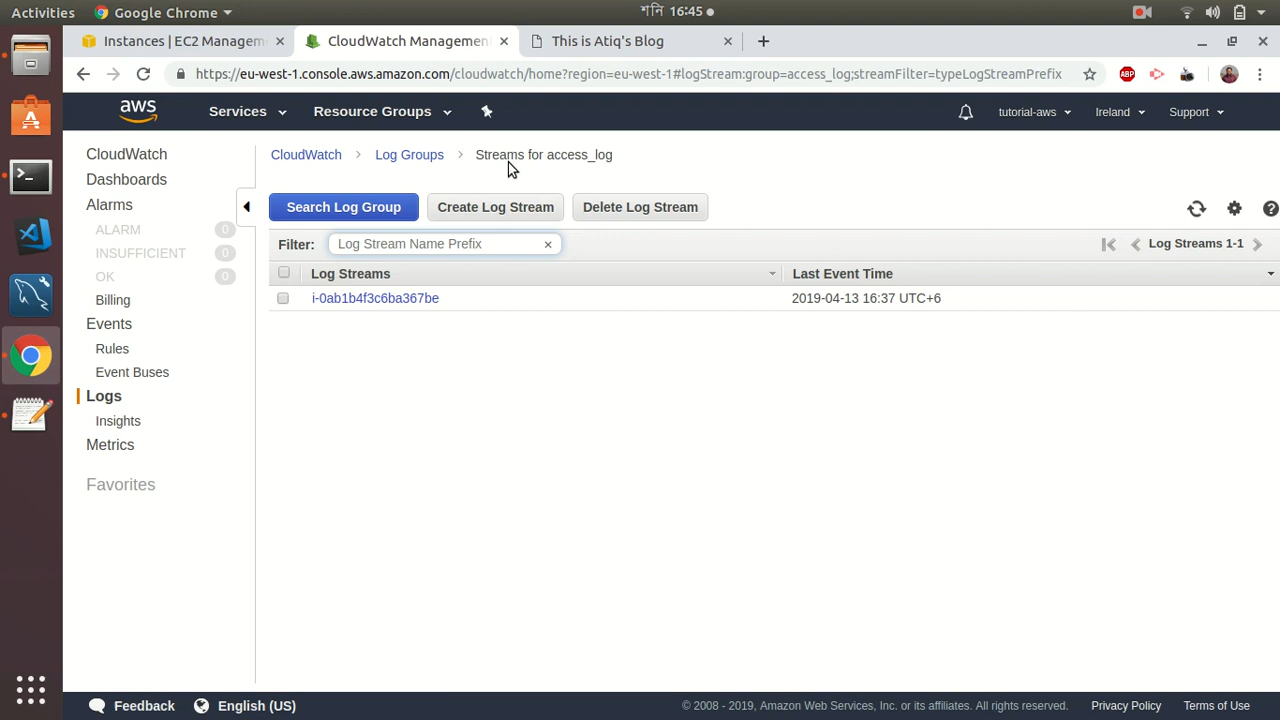 Activities Google Chrome শনি 16:45
Instances | EC2 Managem CloudWatch Management This is Atiq's Blog
https://eu-west-1.console.aws.amazon.com/cloudwatch/home?region=eu-west-1#logStream:group=access_log;streamFilter=typeLogStreamPrefix ABP
aws Services Resource Groups tutorial-aws Ireland Support
CloudWatch
Dashboards
Alarms
ALARM 0
INSUFFICIENT 0
OK 0
Billing
Events
Rules
Event Buses
Logs
Insights
Metrics
Favorites
CloudWatch Log Groups Streams for access_log
Search Log Group Create Log Stream Delete Log Stream
Filter: Log Stream Name Prefix × Log Streams 1-1
Log Streams Last Event Time
i-0ab1b4f3c6ba367be 2019-04-13 16:37 UTC+6
Feedback English (US) © 2008 - 2019, Amazon Web Services, Inc. or its affiliates. All rights reserved. Privacy Policy Terms of Use